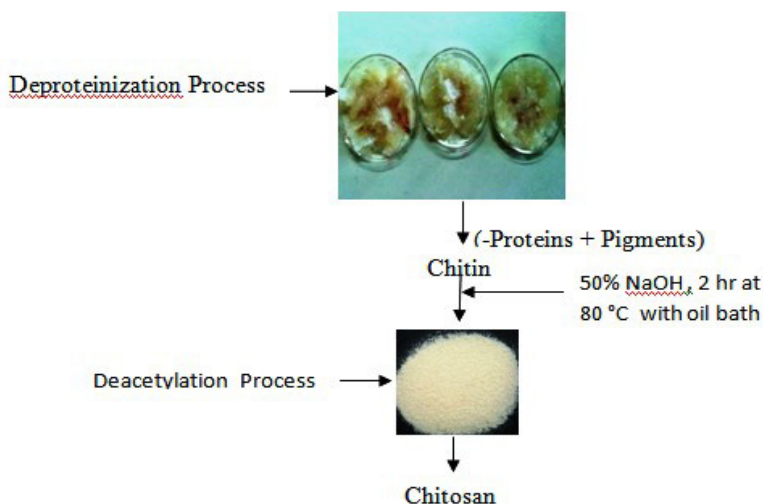 Deproteinization Process
(-Proteins + Pigments)
Chitin
50% NaOH, 2 hr at
80 °C with oil bath
Deacetylation Process
Chitosan